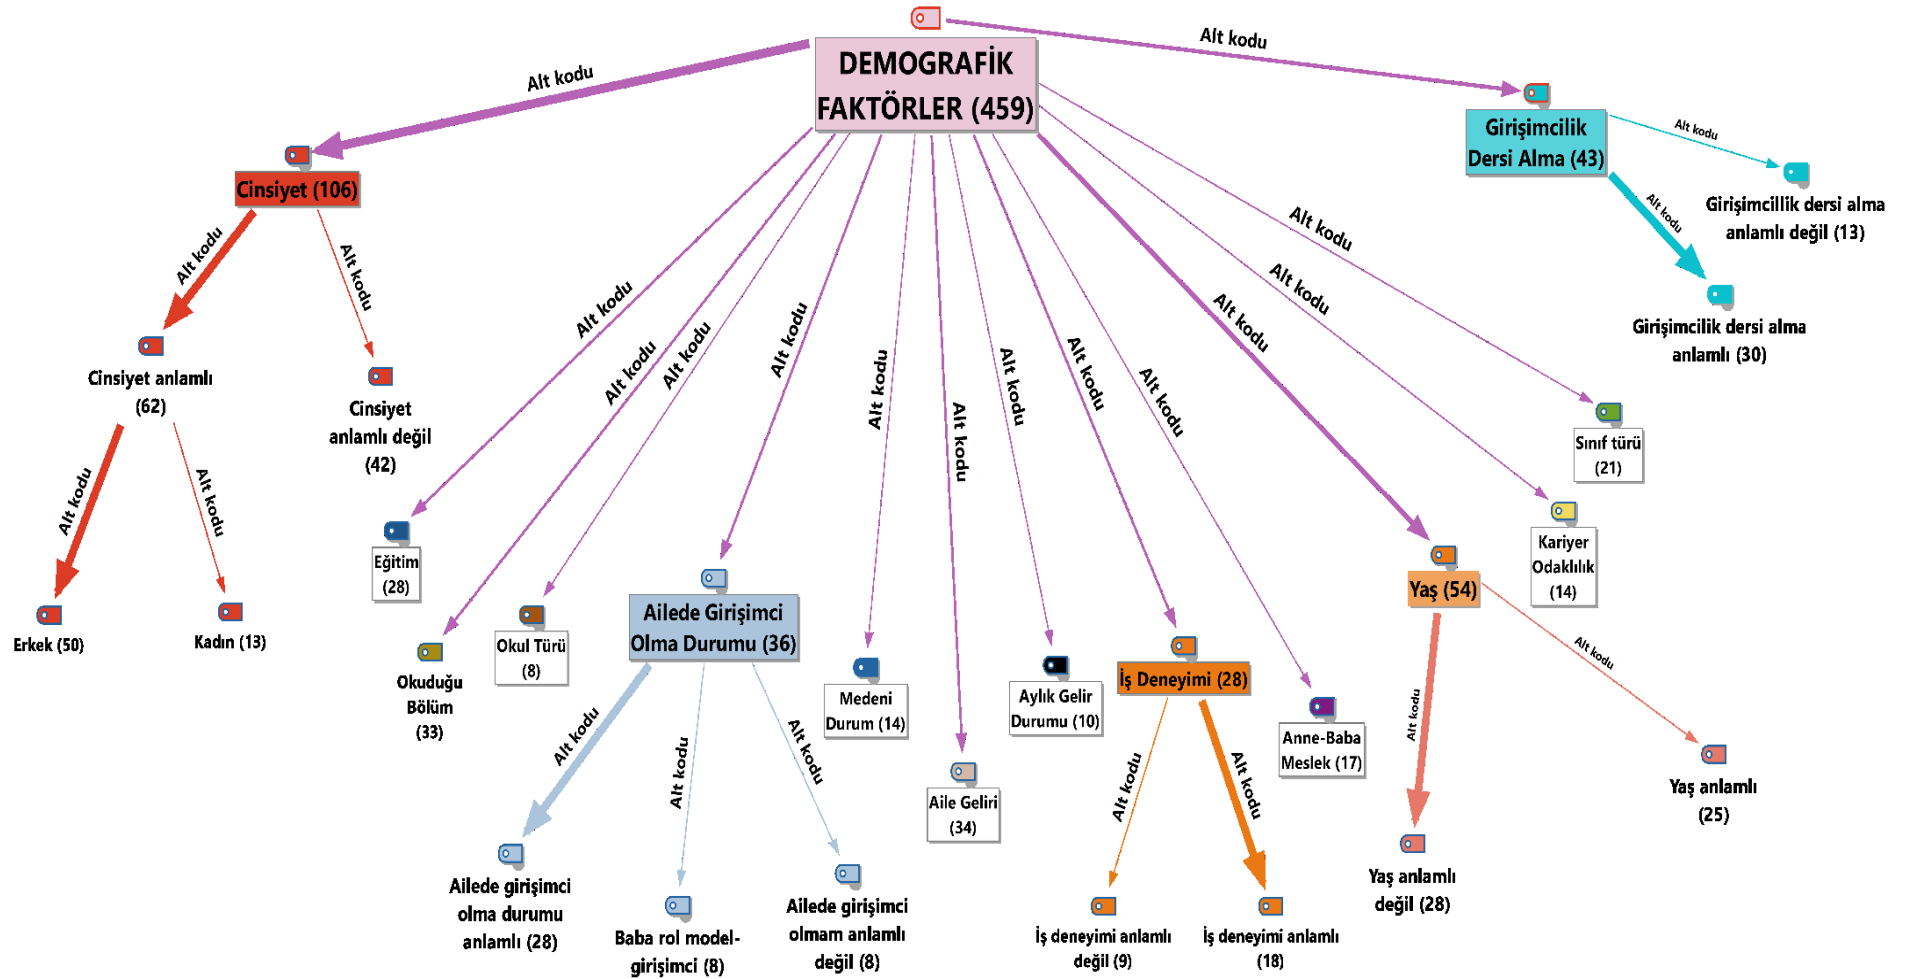 DEMOGRAFİK
FAKTÖRLER (459)
Alt kodu
Alt kodu
Cinsiyet (106)
Alt kodu
Alt kodu
Cinsiyet anlamlı
(62)
Cinsiyet
anlamlı değil
(42)
Alt kodu
Alt kodu
Erkek (50)
Kadın (13)
Alt kodu
Alt kodu
Alt kodu
Alt kodu
Alt kodu
Alt kodu
Alt kodu
Alt kodu
Alt kodu
Alt kodu
Alt kodu
Alt kodu
Eğitim
(28)
Okuduğu
Bölüm
(33)
Okul Türü
(8)
Ailede Girişimci
Olma Durumu (36)
Alt kodu
Alt kodu
Alt kodu
Ailede girişimci
olma durumu
anlamlı (28)
Baba rol model-
girişimci (8)
Ailede girişimci
olmam anlamlı
değil (8)
Medeni
Durum (14)
Aile Geliri
(34)
Aylık Gelir
Durumu (10)
İş Deneyimi (28)
Alt kodu
Alt kodu
İş deneyimi anlamlı
değil (9)
İş deneyimi anlamlı
(18)
Anne-Baba
Meslek (17)
Yaş (54)
Alt kodu
Alt kodu
Yaş anlamlı
değil (28)
Yaş anlamlı
(25)
Kariyer
Odaklılık
(14)
Sınıf türü
(21)
Girişimcilik
Dersi Alma (43)
Alt kodu
Alt kodu
Girişimcillik dersi alma
anlamlı değil (13)
Girişimcilik dersi alma
anlamlı (30)